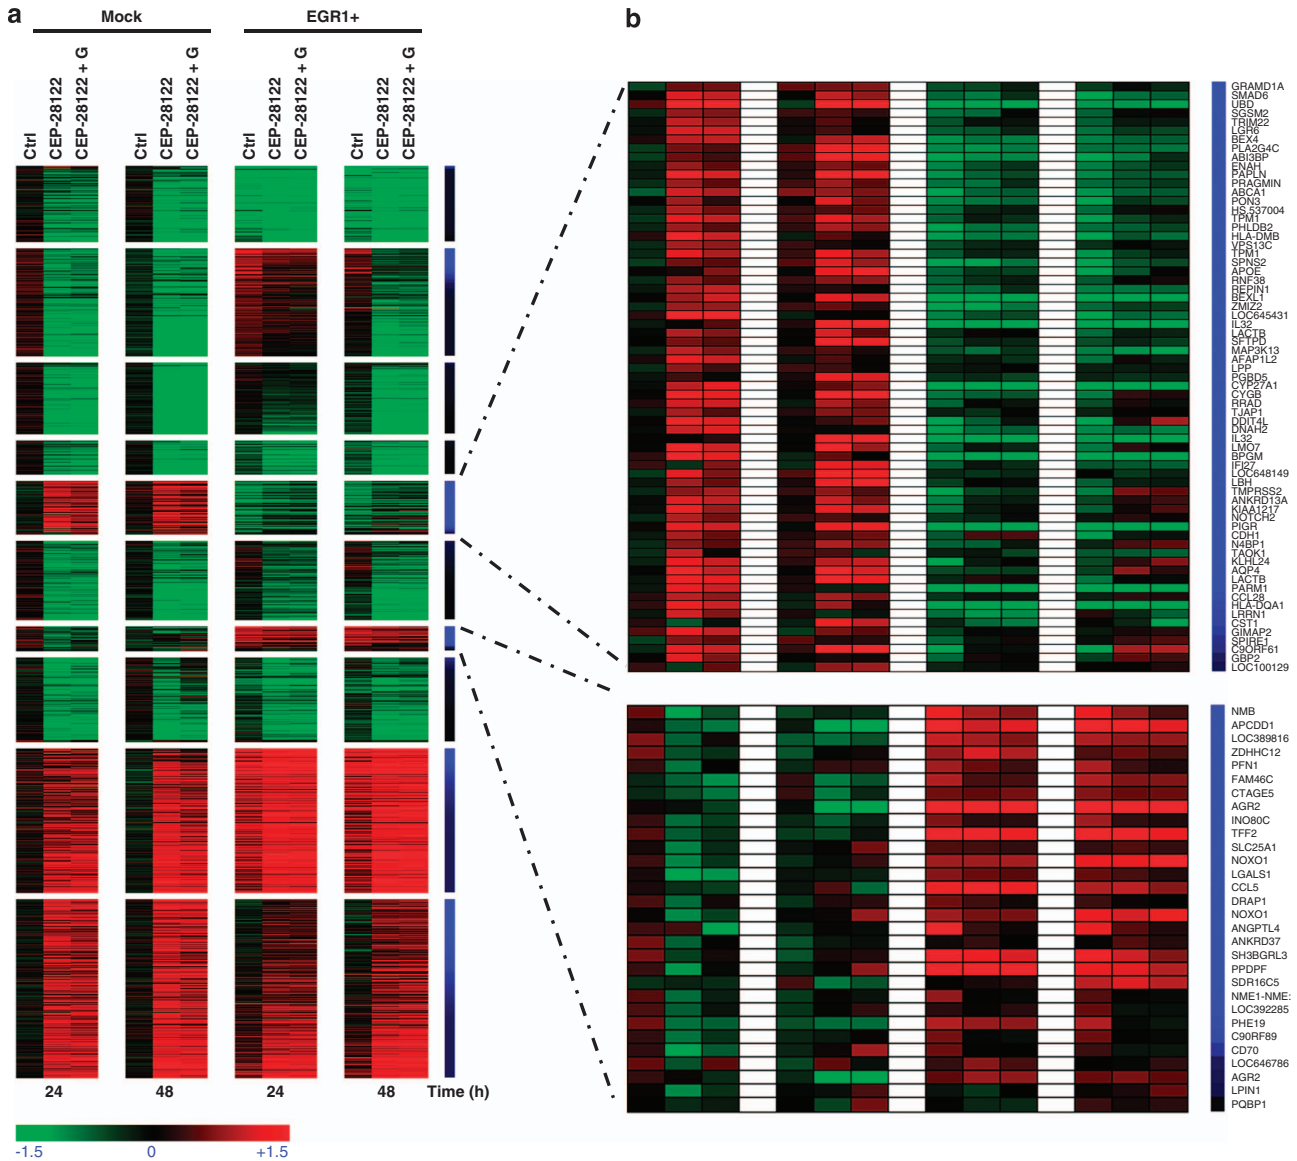 a
b
Mock
EGR1+
Ctrl
CEP-28122
CEP-28122 + G
Ctrl
CEP-28122
CEP-28122 + G
Ctrl
CEP-28122
CEP-28122 + G
Ctrl
CEP-28122
CEP-28122 + G
24
48
24
48
Time (h)
-1.5
0
+1.5
GRAMD1A
SMAD6
UBD
SGSM2
TRIM22
LGR6
BEX4
PLA2G4C
ABI3BP
ENAH
PAPLN
PRAGMIN
ABCA1
PON3
HS.537004
TPM1
PHLDB2
HLA-DMB
VPS13C
TPM1
SPNS2
APOE
RNF38
REPIN1
BEXL1
ZMIZ2
LOC645431
IL32
LACTB
SFTPD
MAP3K13
AFAP1L2
LPP
PGBD5
CYP27A1
CYGB
RRAD
TJAP1
DDIT4L
DNAH2
IL32
LMO7
BPGM
IFI27
LOC648149
LBH
TMPRSS2
ANKRD13A
KIAA1217
NOTCH2
PIGR
CDH1
N4BP1
TAOK1
KLHL24
AQP4
LACTB
PARM1
CCL28
HLA-DQA1
LRRN1
CST1
GIMAP2
SPIRE1
C9ORF61
GBP2
LOC100129
NMB
APCDD1
LOC389816
ZDHHC12
PFN1
FAM46C
CTAGE5
AGR2
INO80C
TFF2
SLC25A1
NOXO1
LGALS1
CCL5
DRAP1
NOXO1
ANGPTL4
ANKRD37
SH3BGRL3
PPDPF
SDR16C5
NME1-NME:
LOC392285
PHE19
C90RF89
CD70
LOC646786
AGR2
LPIN1
PQBP1